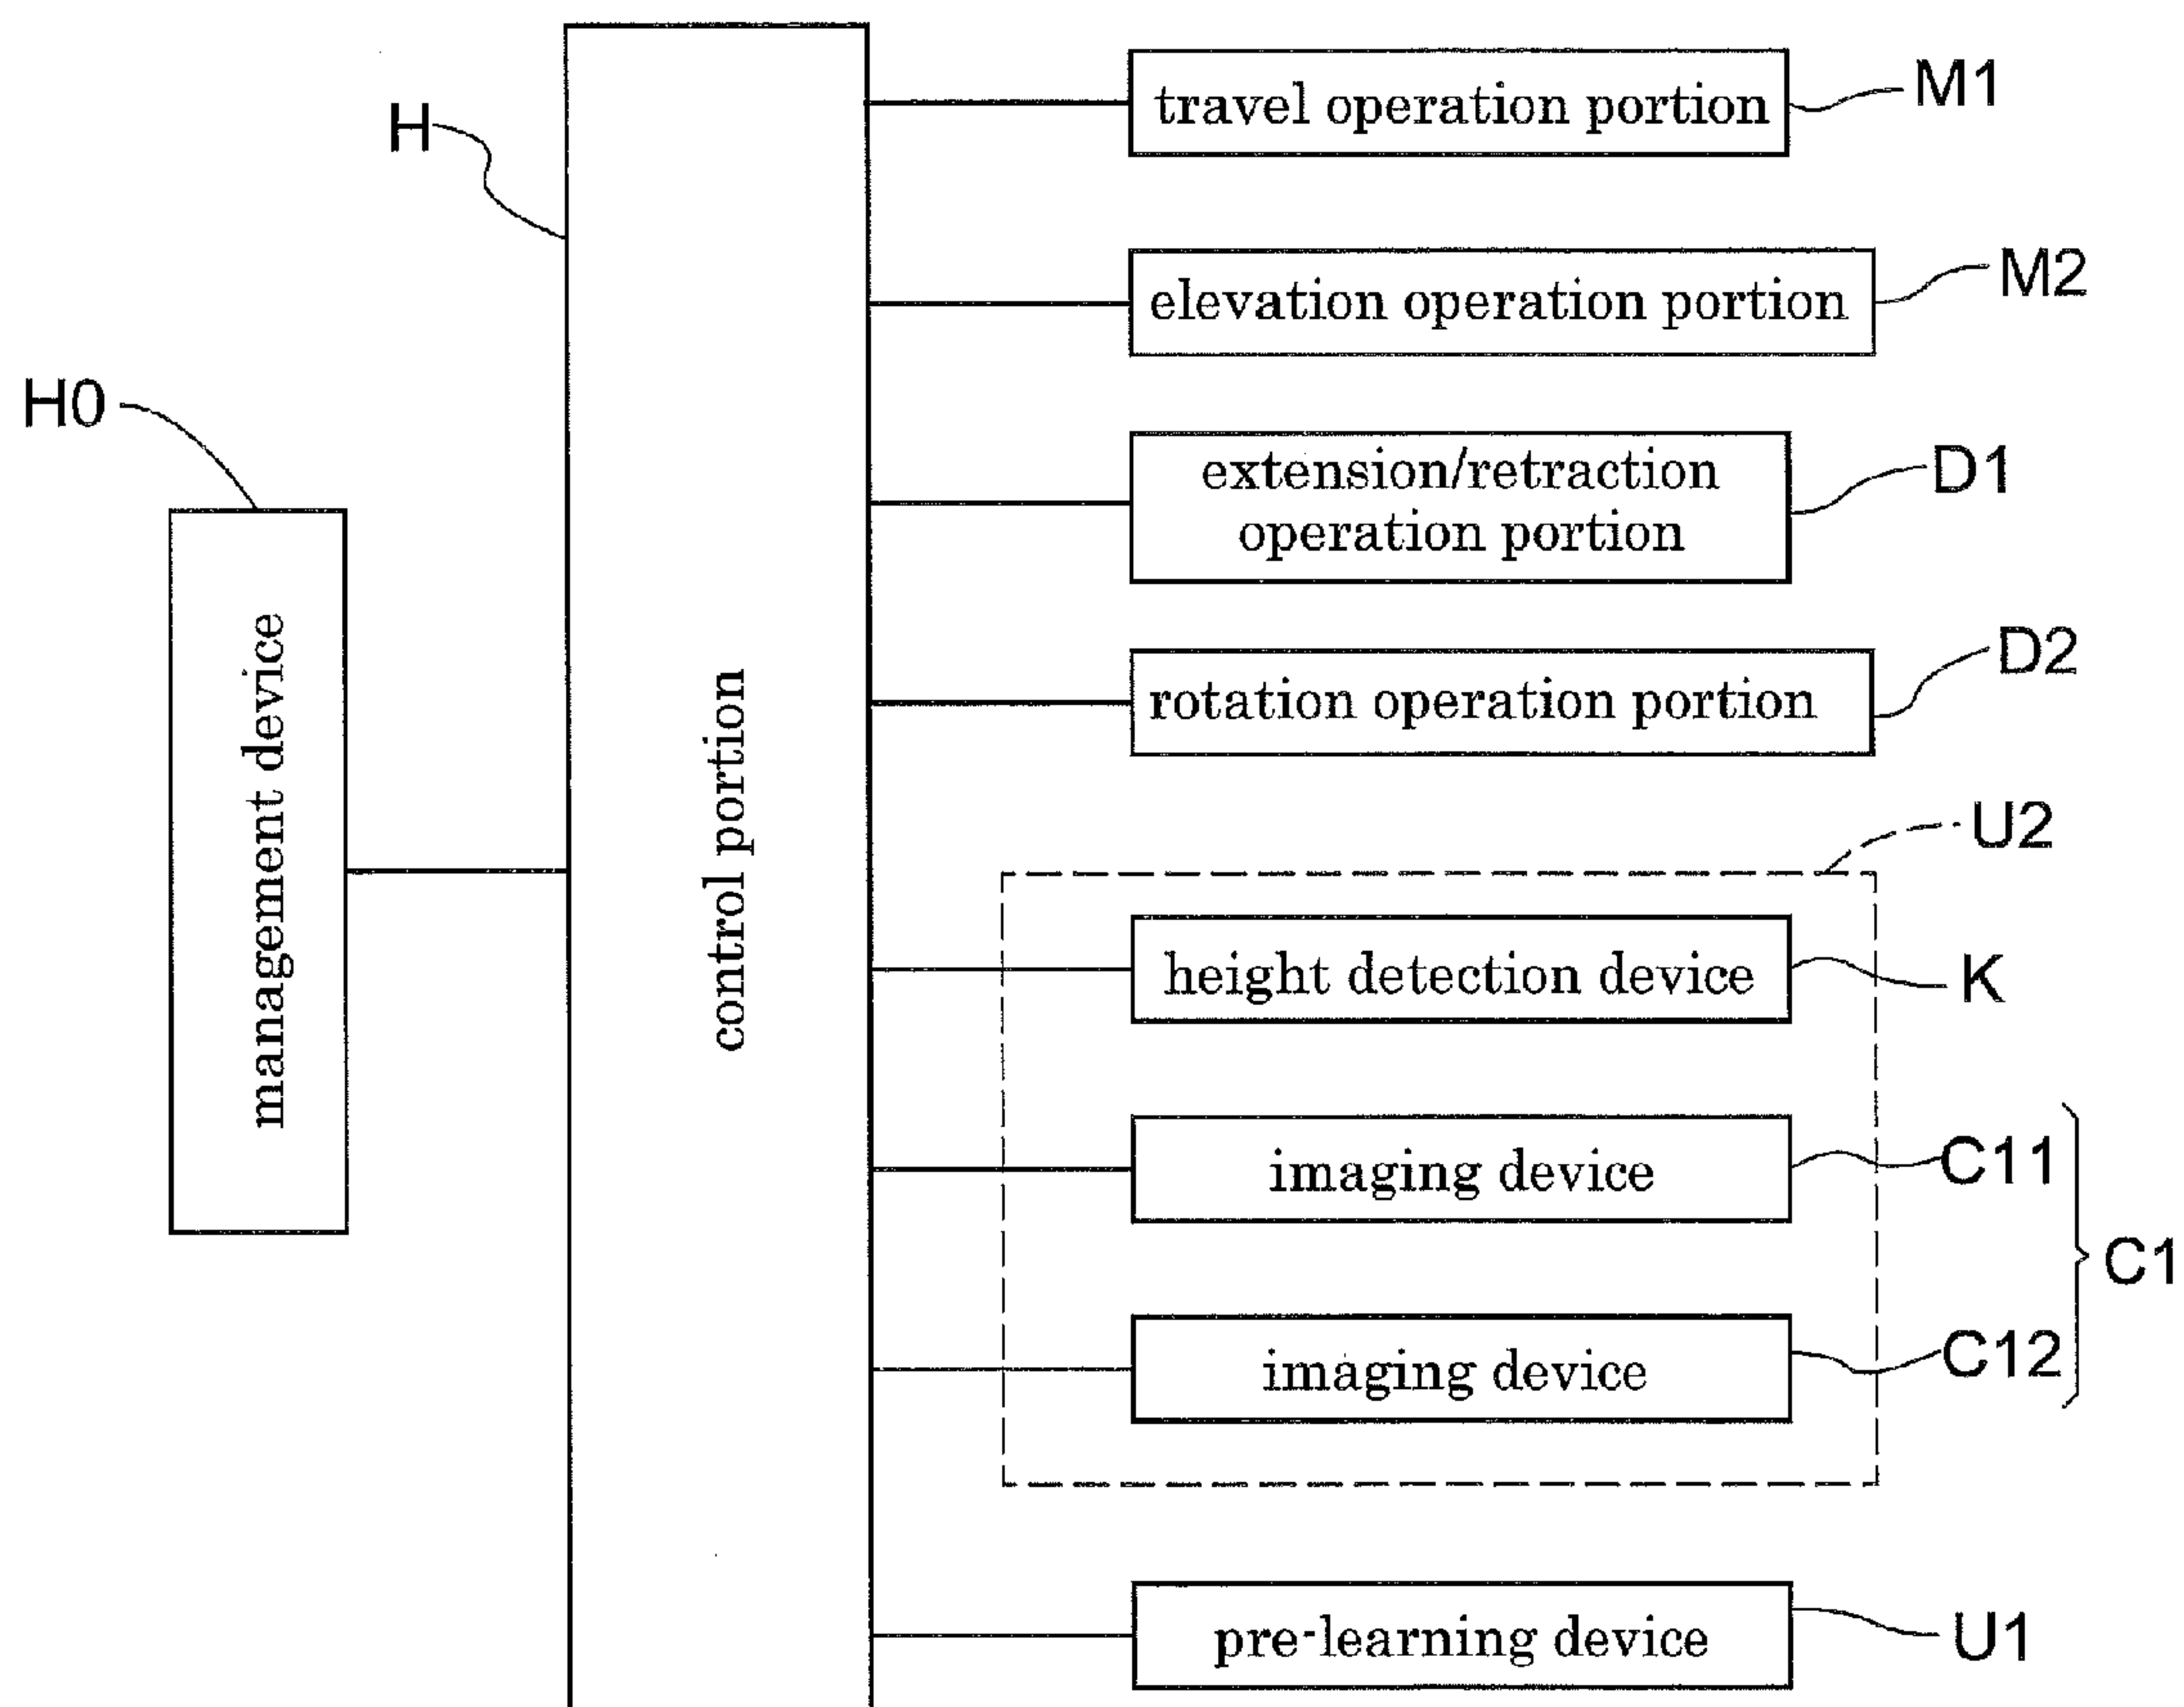 H
H0
management device
control portion
travel operation portion
M1
elevation operation portion
M2
extension/retraction
operation portion
D1
rotation operation portion
D2
U2
height detection device
K
imaging device
C11
C1
imaging device
C12
pre-learning device
U1